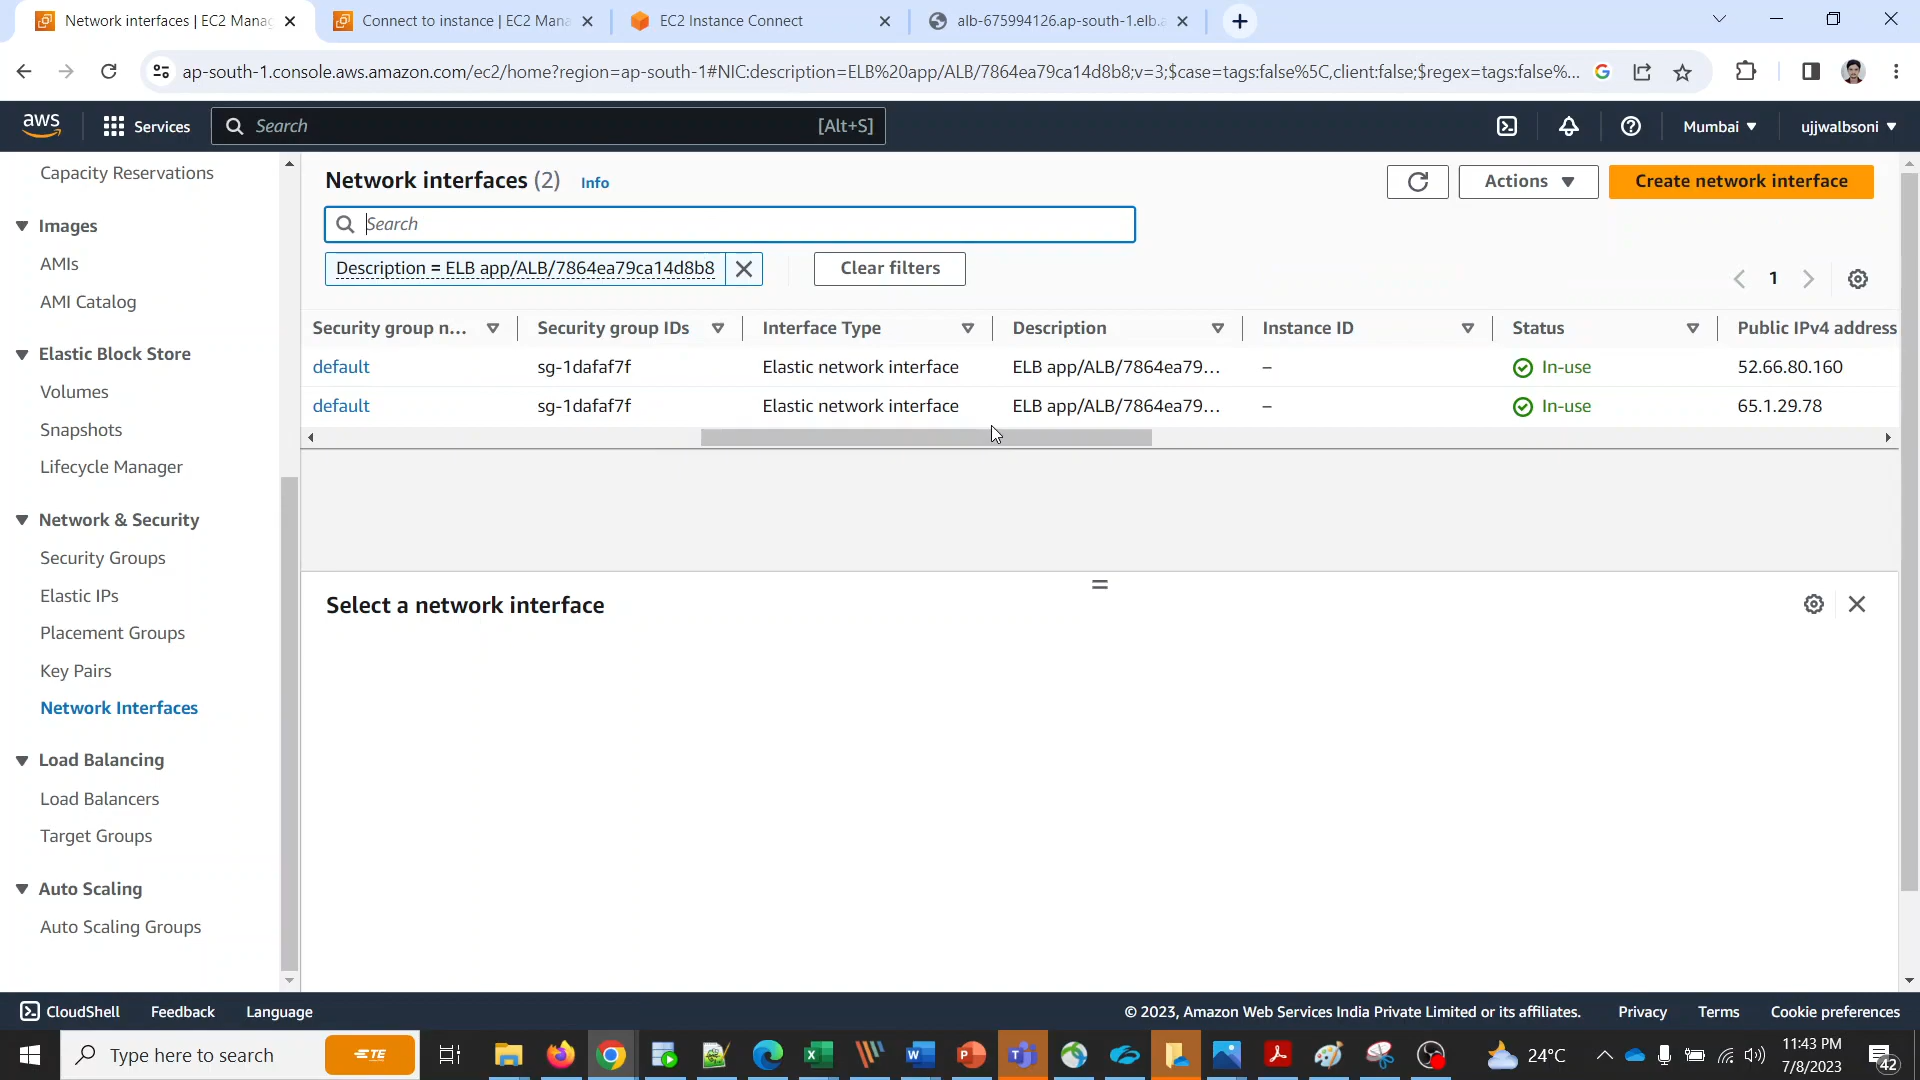 Network interfaces | EC2 Manag
Connect to instance | EC2 Mana
EC2 Instance Connect
alb-675994126.ap-south-1.elb.a
ap-south-1.console.aws.amazon.com/ec2/home?region=ap-south-1#NIC:description=ELB%20app/ALB/7864ea79ca14d8b8;v=3;$case=tags:false%5C,client:false;$regex=tags:false%...
aws
Services
Search
[Alt+S]
Mumbai
ujjwalbsoni
Capacity Reservations
Images
AMIs
AMI Catalog
Elastic Block Store
Volumes
Snapshots
Lifecycle Manager
Network & Security
Security Groups
Elastic IPs
Placement Groups
Key Pairs
Network Interfaces
Load Balancing
Load Balancers
Target Groups
Auto Scaling
Auto Scaling Groups
Network interfaces (2) Info
Actions
Create network interface
Search
Description = ELB app/ALB/7864ea79ca14d8b8
Clear filters
1
Security group n... Security group IDs Interface Type Description Instance ID Status Public IPv4 address
default sg-1dafaf7f Elastic network interface ELB app/ALB/7864ea79... – In-use 52.66.80.160
default sg-1dafaf7f Elastic network interface ELB app/ALB/7864ea79... – In-use 65.1.29.78
Select a network interface
CloudShell Feedback Language
© 2023, Amazon Web Services India Private Limited or its affiliates. Privacy Terms Cookie preferences
Type here to search
TE
24°C
11:43 PM
7/8/2023
42